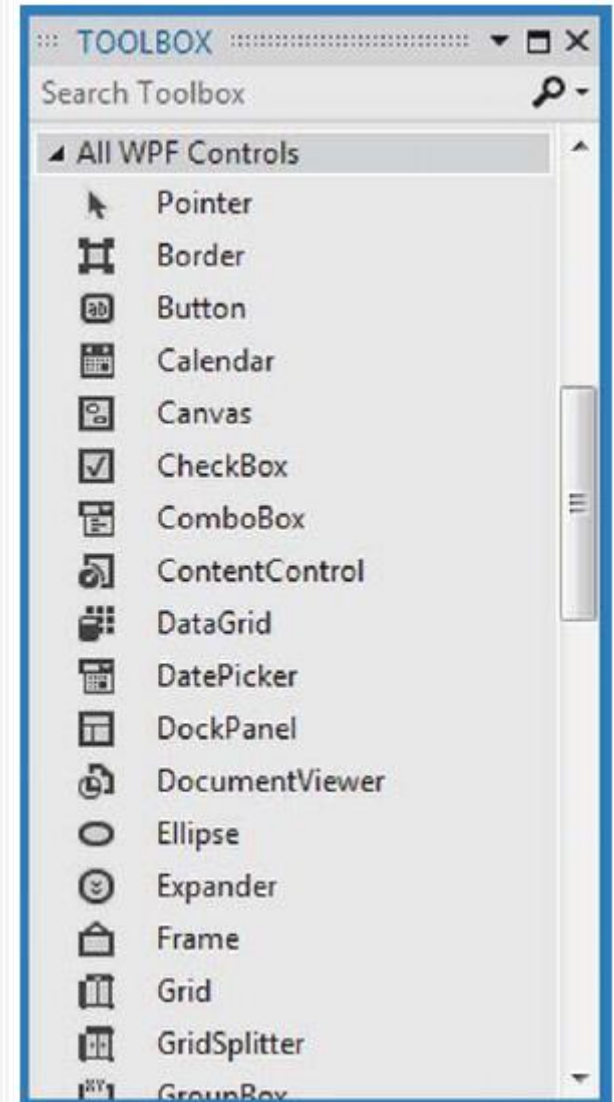 TOOLBOX
Search Toolbox
All WPF Controls
Pointer
Border
Button
Calendar
Canvas
CheckBox
ComboBox
ContentControl
DataGrid
DatePicker
DockPanel
DocumentViewer
Ellipse
Expander
Frame
Grid
GridSplitter
GroupBox